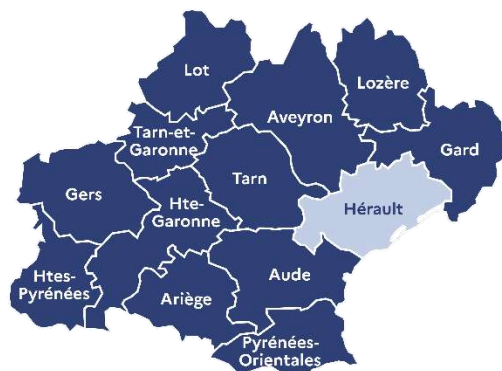 Lot
Lozère
Aveyron
Tarn-et-
Garonne
Gard
Tarn
Gers
Hte-
Garonne
Hérault
Htes-
Pyrénées
Aude
Ariège
Pyrénées-
Orientales